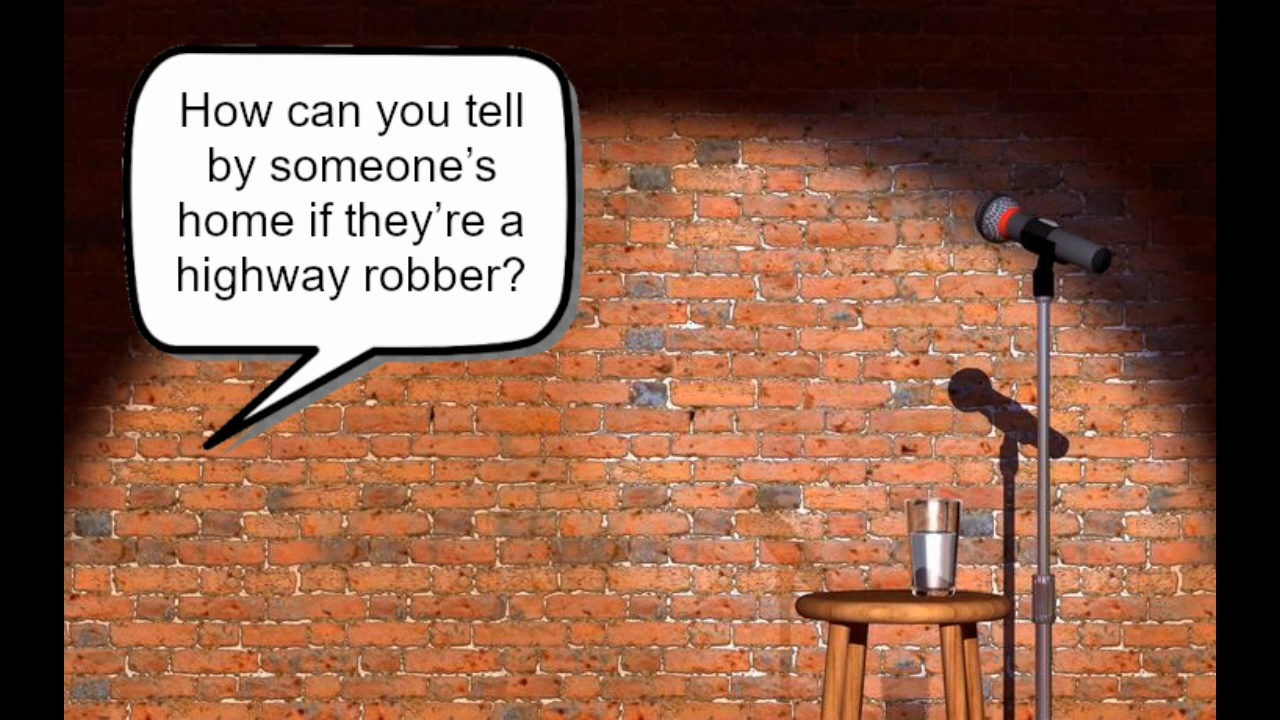 How can you tell
by someone’s
home if they’re a
highway robber?